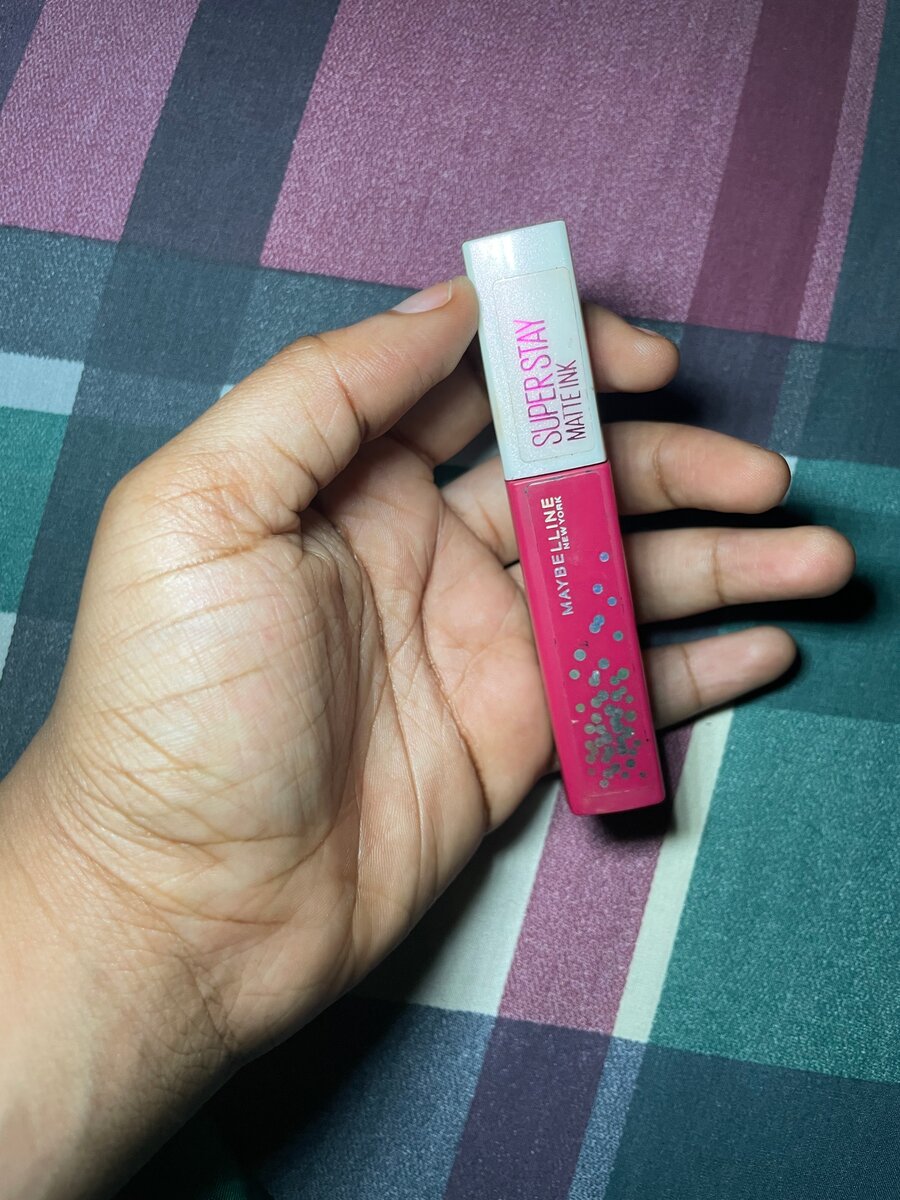 SUPER STAY
MATTE INK
MAYBELLINE
NEW YORK